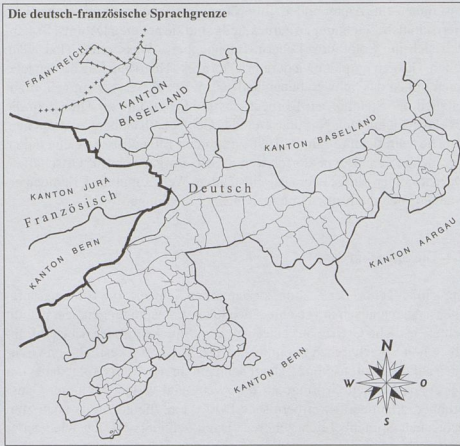 Die deutsch-französische Sprachgrenze
FRANKREICH
KANTON
BASELLAND
KANTON BASELLAND
KANTON JURA
Französisch
Deutsch
KANTON BERN
KANTON AARGAU
KANTON BERN
N
W
O
S